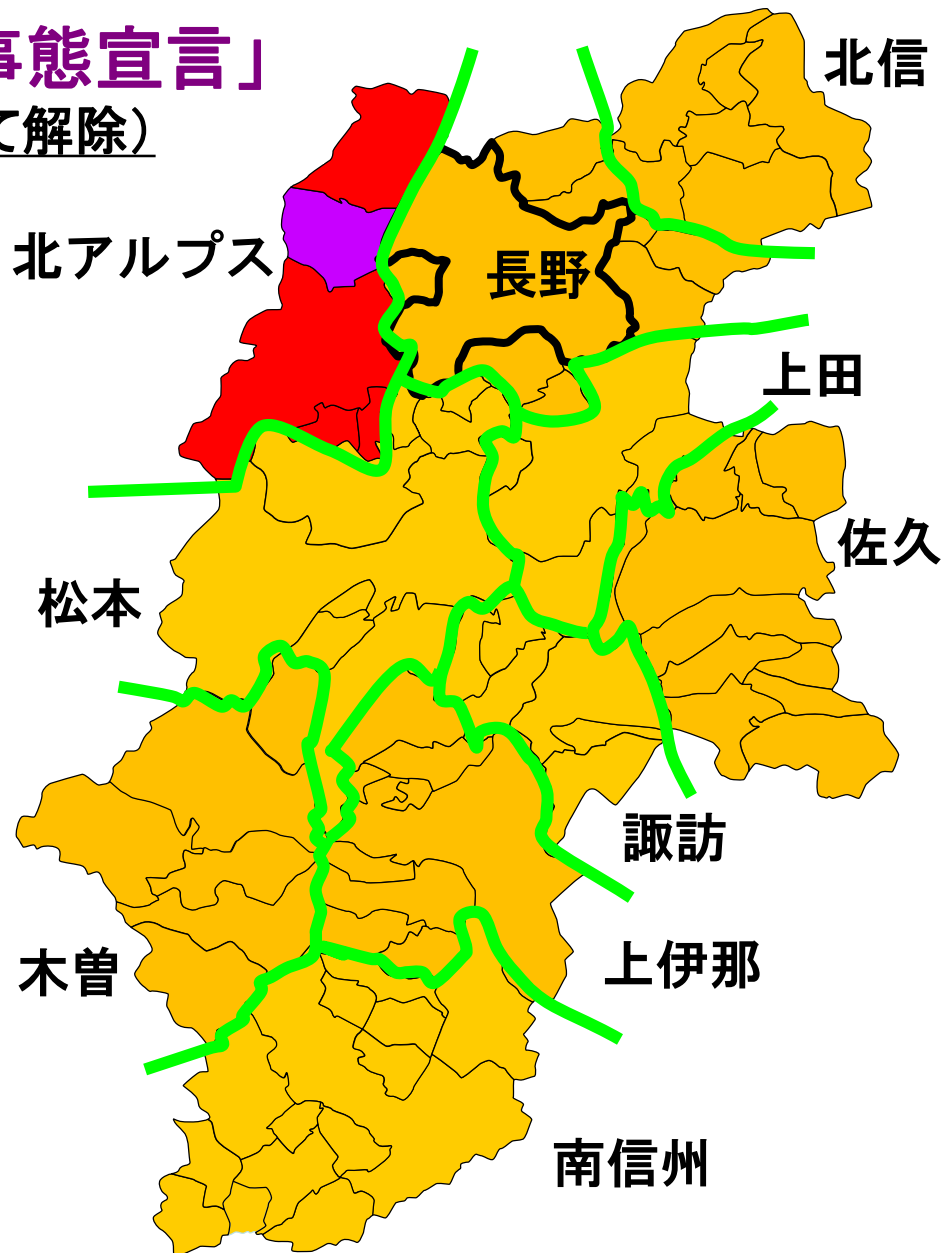 事態宣言」
て解除）
北信
北アルプス
長野
上田
佐久
松本
諏訪
木曽
上伊那
南信州